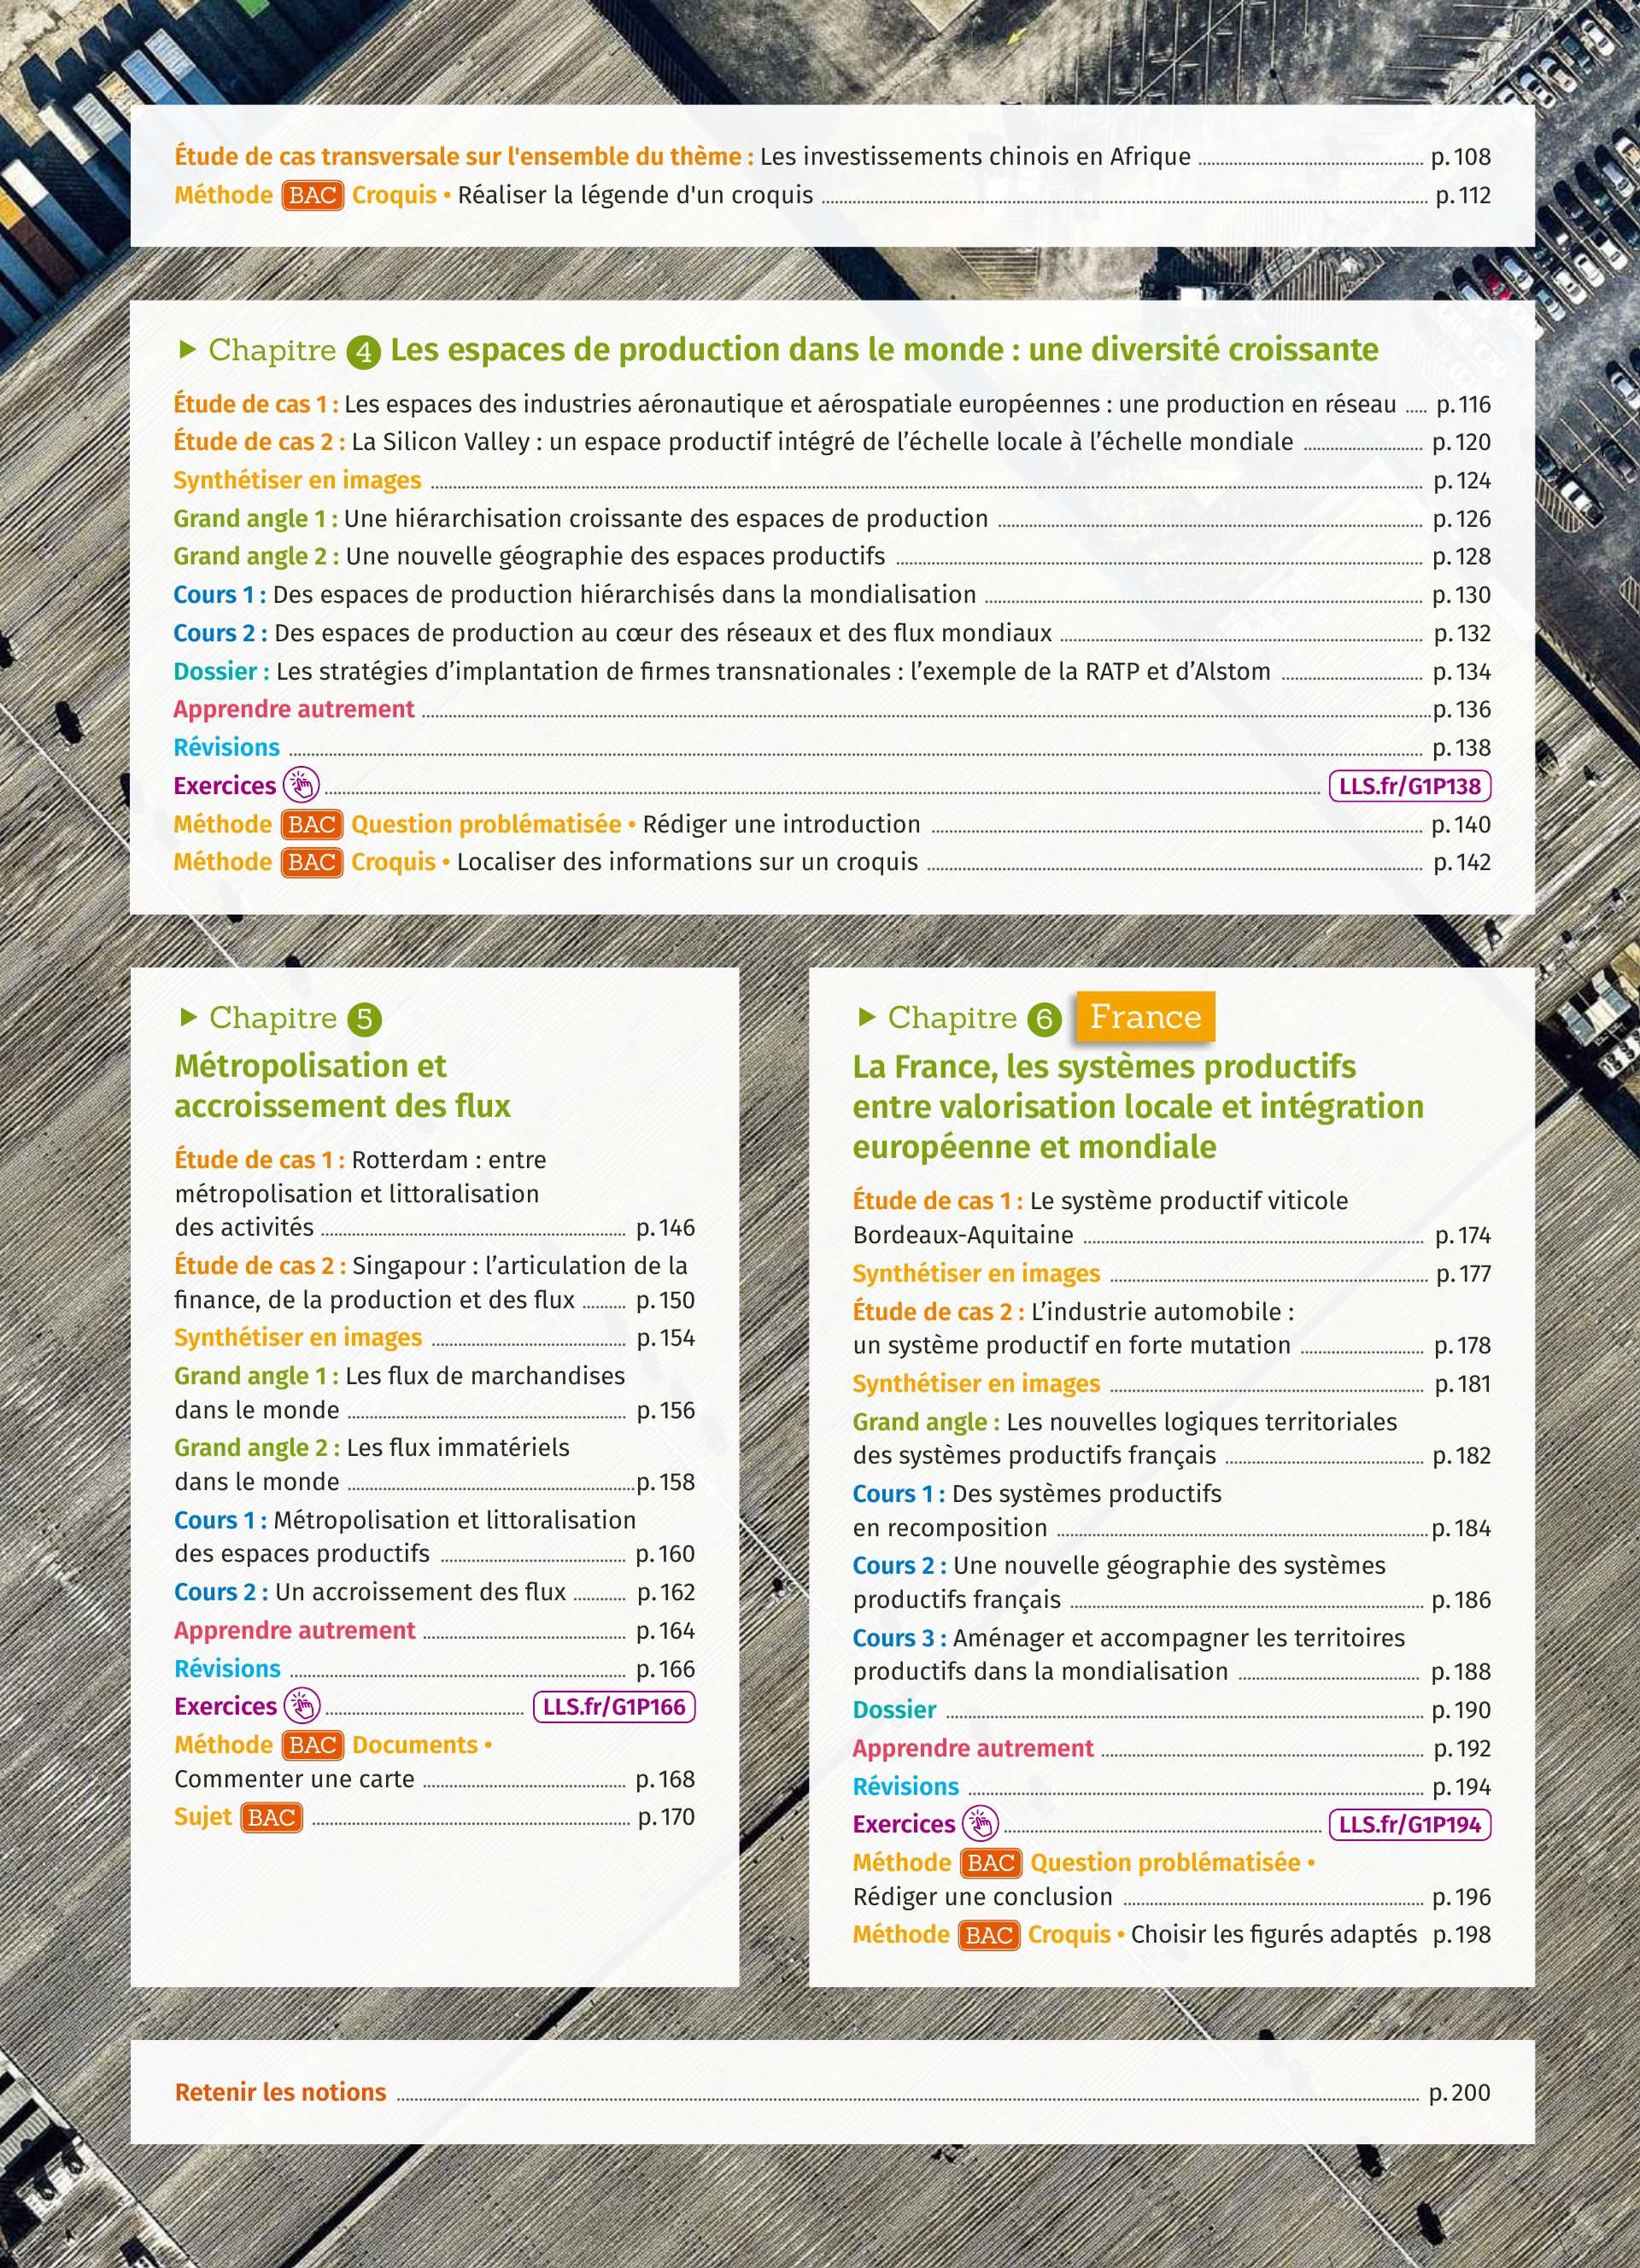 Étude de cas transversale sur l'ensemble du thème : Les investissements chinois en Afrique p. 108
Méthode BAC Croquis • Réaliser la légende d'un croquis p. 112
Chapitre 4 Les espaces de production dans le monde : une diversité croissante
Étude de cas 1 : Les espaces des industries aéronautique et aérospatiale européennes : une production en réseau p. 116
Étude de cas 2 : La Silicon Valley : un espace productif intégré de l’échelle locale à l’échelle mondiale p. 120
Synthétiser en images p. 124
Grand angle 1 : Une hiérarchisation croissante des espaces de production p. 126
Grand angle 2 : Une nouvelle géographie des espaces productifs p. 128
Cours 1 : Des espaces de production hiérarchisés dans la mondialisation p. 130
Cours 2 : Des espaces de production au cœur des réseaux et des flux mondiaux p. 132
Dossier : Les stratégies d’implantation de firmes transnationales : l’exemple de la RATP et d’Alstom p. 134
Apprendre autrement p. 136
Révisions p. 138
Exercices LLS.fr/G1P138
Méthode BAC Question problématisée • Rédiger une introduction p. 140
Méthode BAC Croquis • Localiser des informations sur un croquis p. 142
Chapitre 5
Métropolisation et
accroissement des flux
Étude de cas 1 : Rotterdam : entre
métropolisation et littoralisation
des activités p. 146
Étude de cas 2 : Singapour : l’articulation de la
finance, de la production et des flux p. 150
Synthétiser en images p. 154
Grand angle 1 : Les flux de marchandises
dans le monde p. 156
Grand angle 2 : Les flux immatériels
dans le monde p. 158
Cours 1 : Métropolisation et littoralisation
des espaces productifs p. 160
Cours 2 : Un accroissement des flux p. 162
Apprendre autrement p. 164
Révisions p. 166
Exercices LLS.fr/G1P166
Méthode BAC Documents •
Commenter une carte p. 168
Sujet BAC p. 170
Chapitre 6 France
La France, les systèmes productifs
entre valorisation locale et intégration
européenne et mondiale
Étude de cas 1 : Le système productif viticole
Bordeaux-Aquitaine p. 174
Synthétiser en images p. 177
Étude de cas 2 : L’industrie automobile :
un système productif en forte mutation p. 178
Synthétiser en images p. 181
Grand angle : Les nouvelles logiques territoriales
des systèmes productifs français p. 182
Cours 1 : Des systèmes productifs
en recomposition p. 184
Cours 2 : Une nouvelle géographie des systèmes
productifs français p. 186
Cours 3 : Aménager et accompagner les territoires
productifs dans la mondialisation p. 188
Dossier p. 190
Apprendre autrement p. 192
Révisions p. 194
Exercices LLS.fr/G1P194
Méthode BAC Question problématisée •
Rédiger une conclusion p. 196
Méthode BAC Croquis • Choisir les figurés adaptés p. 198
Retenir les notions p. 200